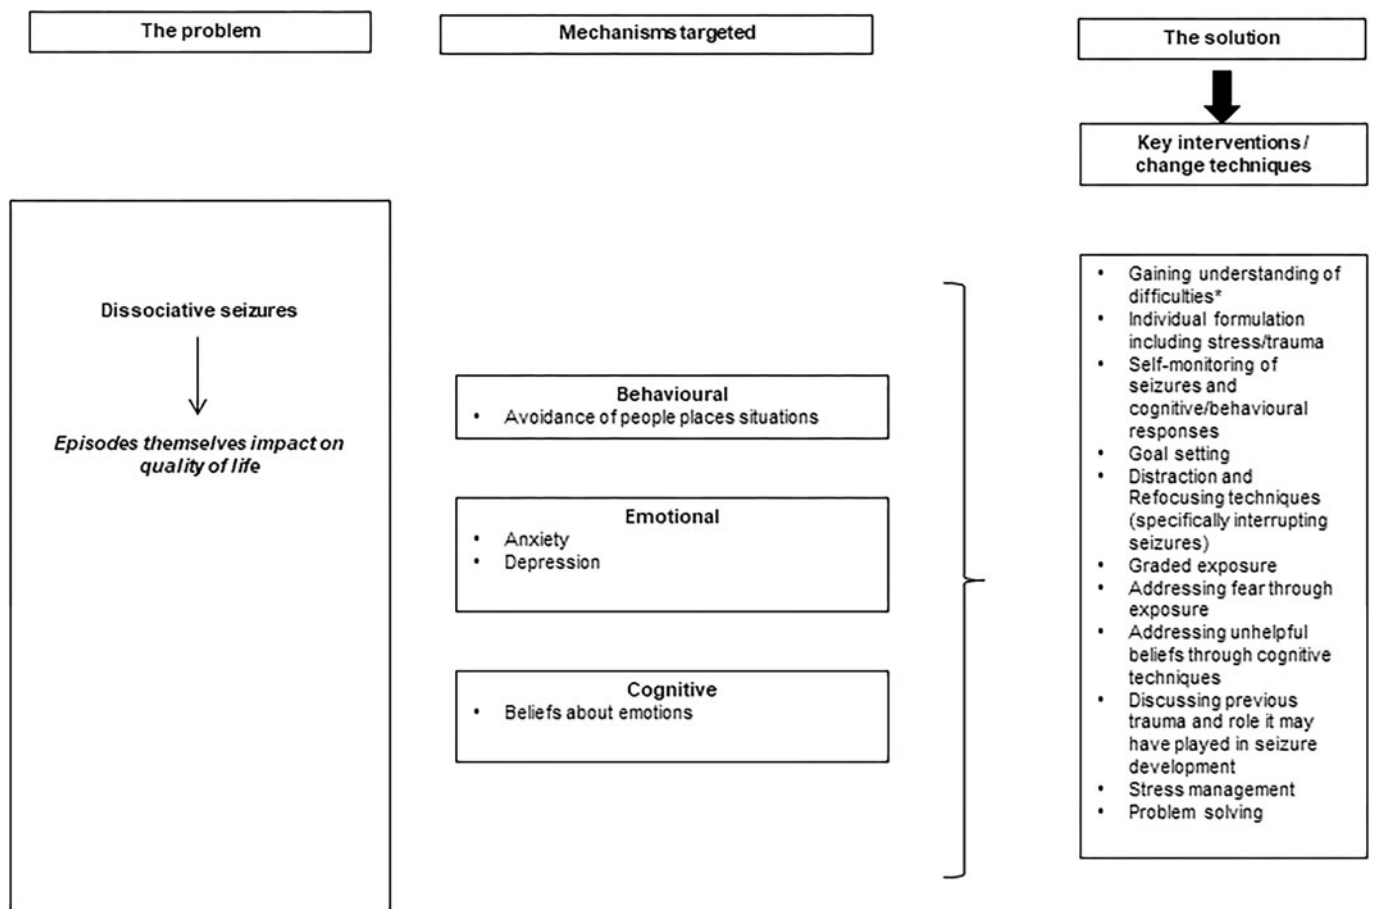 The problem
Mechanisms targeted
The solution
Key interventions /
change techniques
Dissociative seizures
Episodes themselves impact on
quality of life
Behavioural
• Avoidance of people places situations
Emotional
• Anxiety
• Depression
Cognitive
• Beliefs about emotions
• Gaining understanding of
difficulties*
• Individual formulation
including stress/trauma
• Self-monitoring of
seizures and
cognitive/behavioural
responses
• Goal setting
• Distraction and
Refocusing techniques
(specifically interrupting
seizures)
• Graded exposure
• Addressing fear through
exposure
• Addressing unhelpful
beliefs through cognitive
techniques
• Discussing previous
trauma and role it may
have played in seizure
development
• Stress management
• Problem solving